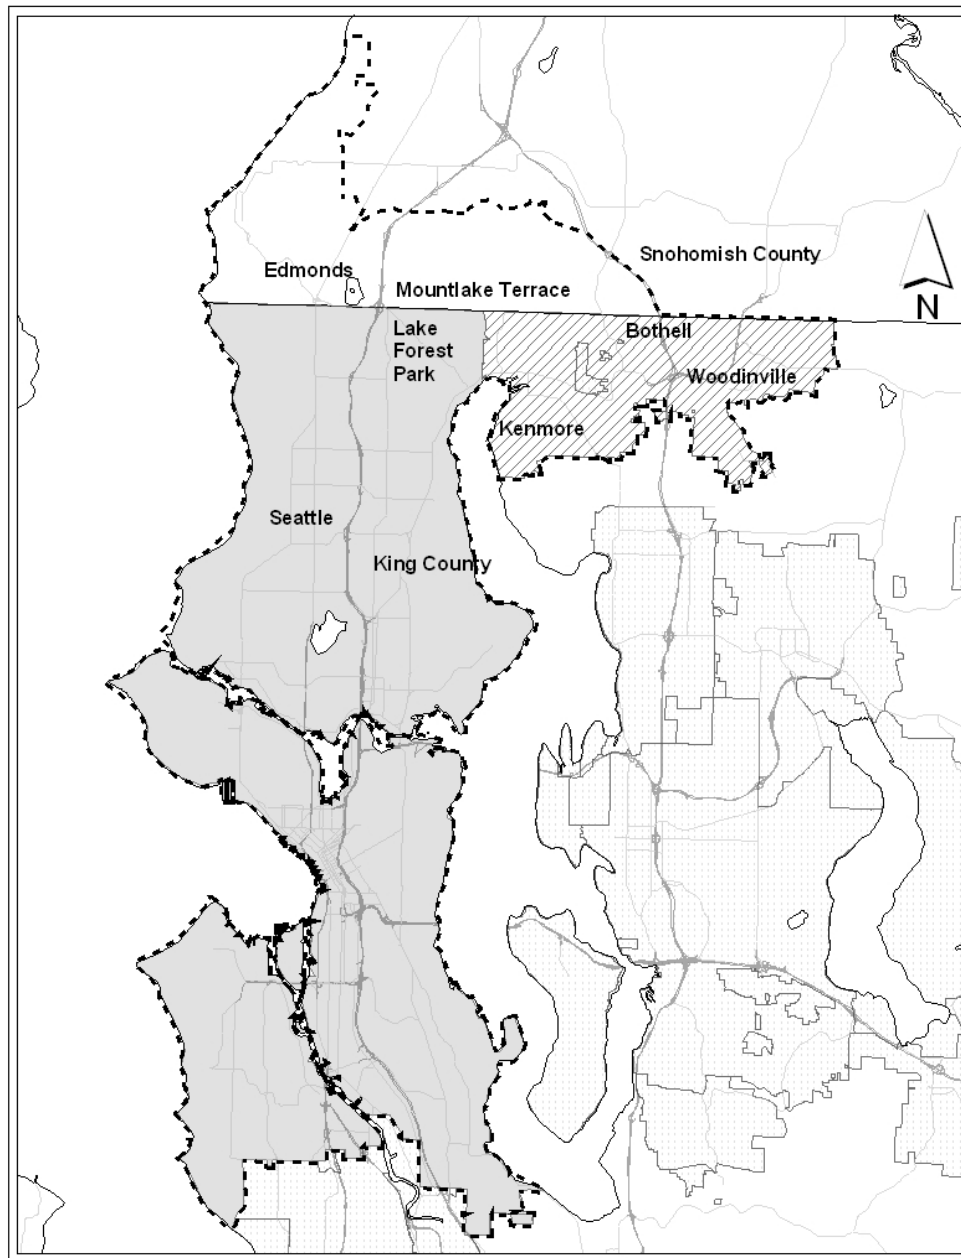 Snohomish County
Edmonds
Mountlake Terrace
N
Lake
Forest
Park
Bothell
Woodinville
Kenmore
Seattle
King County